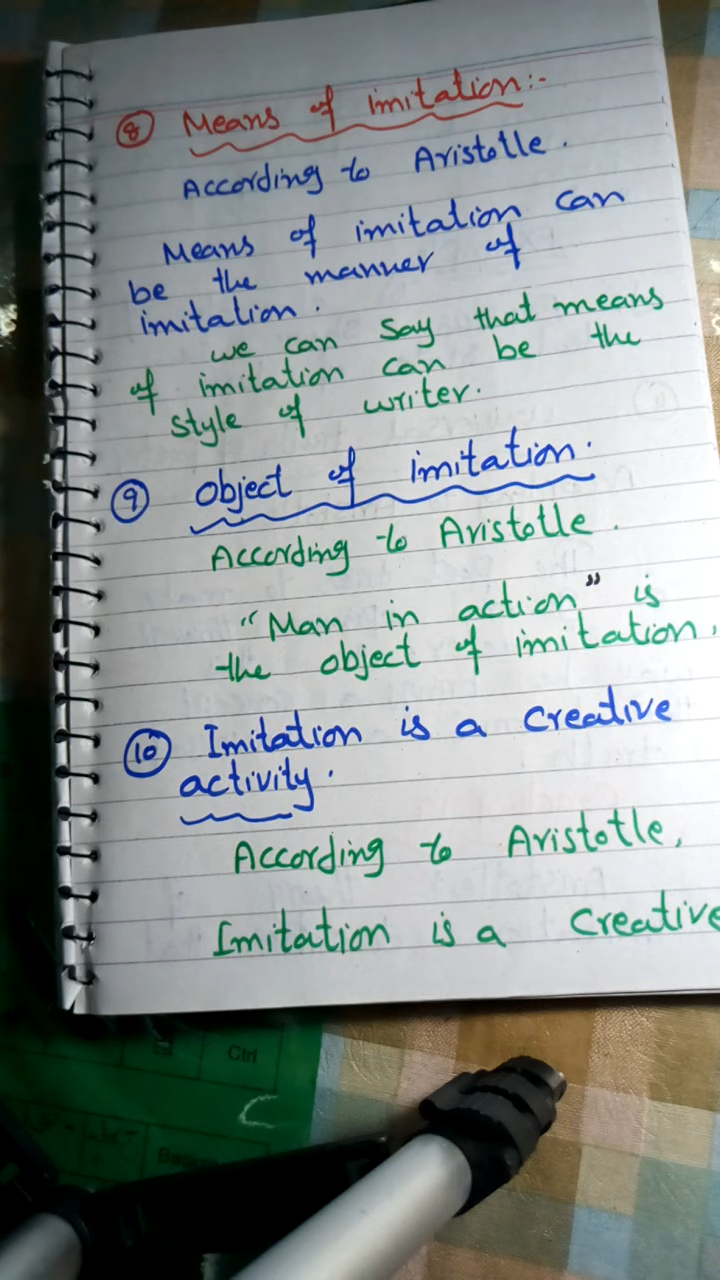 ⑧ Means of imitation:-
According to Aristotle.
Means of imitation can
be the manner of
imitation.
we can say that means
of imitation can be the
style of writer.
⑨ Object of imitation.
According to Aristotle.
"Man in action" is
the object of imitation.
⑩ Imitation is a Creative
activity.
According to Aristotle,
Imitation is a Creative
Ctrl